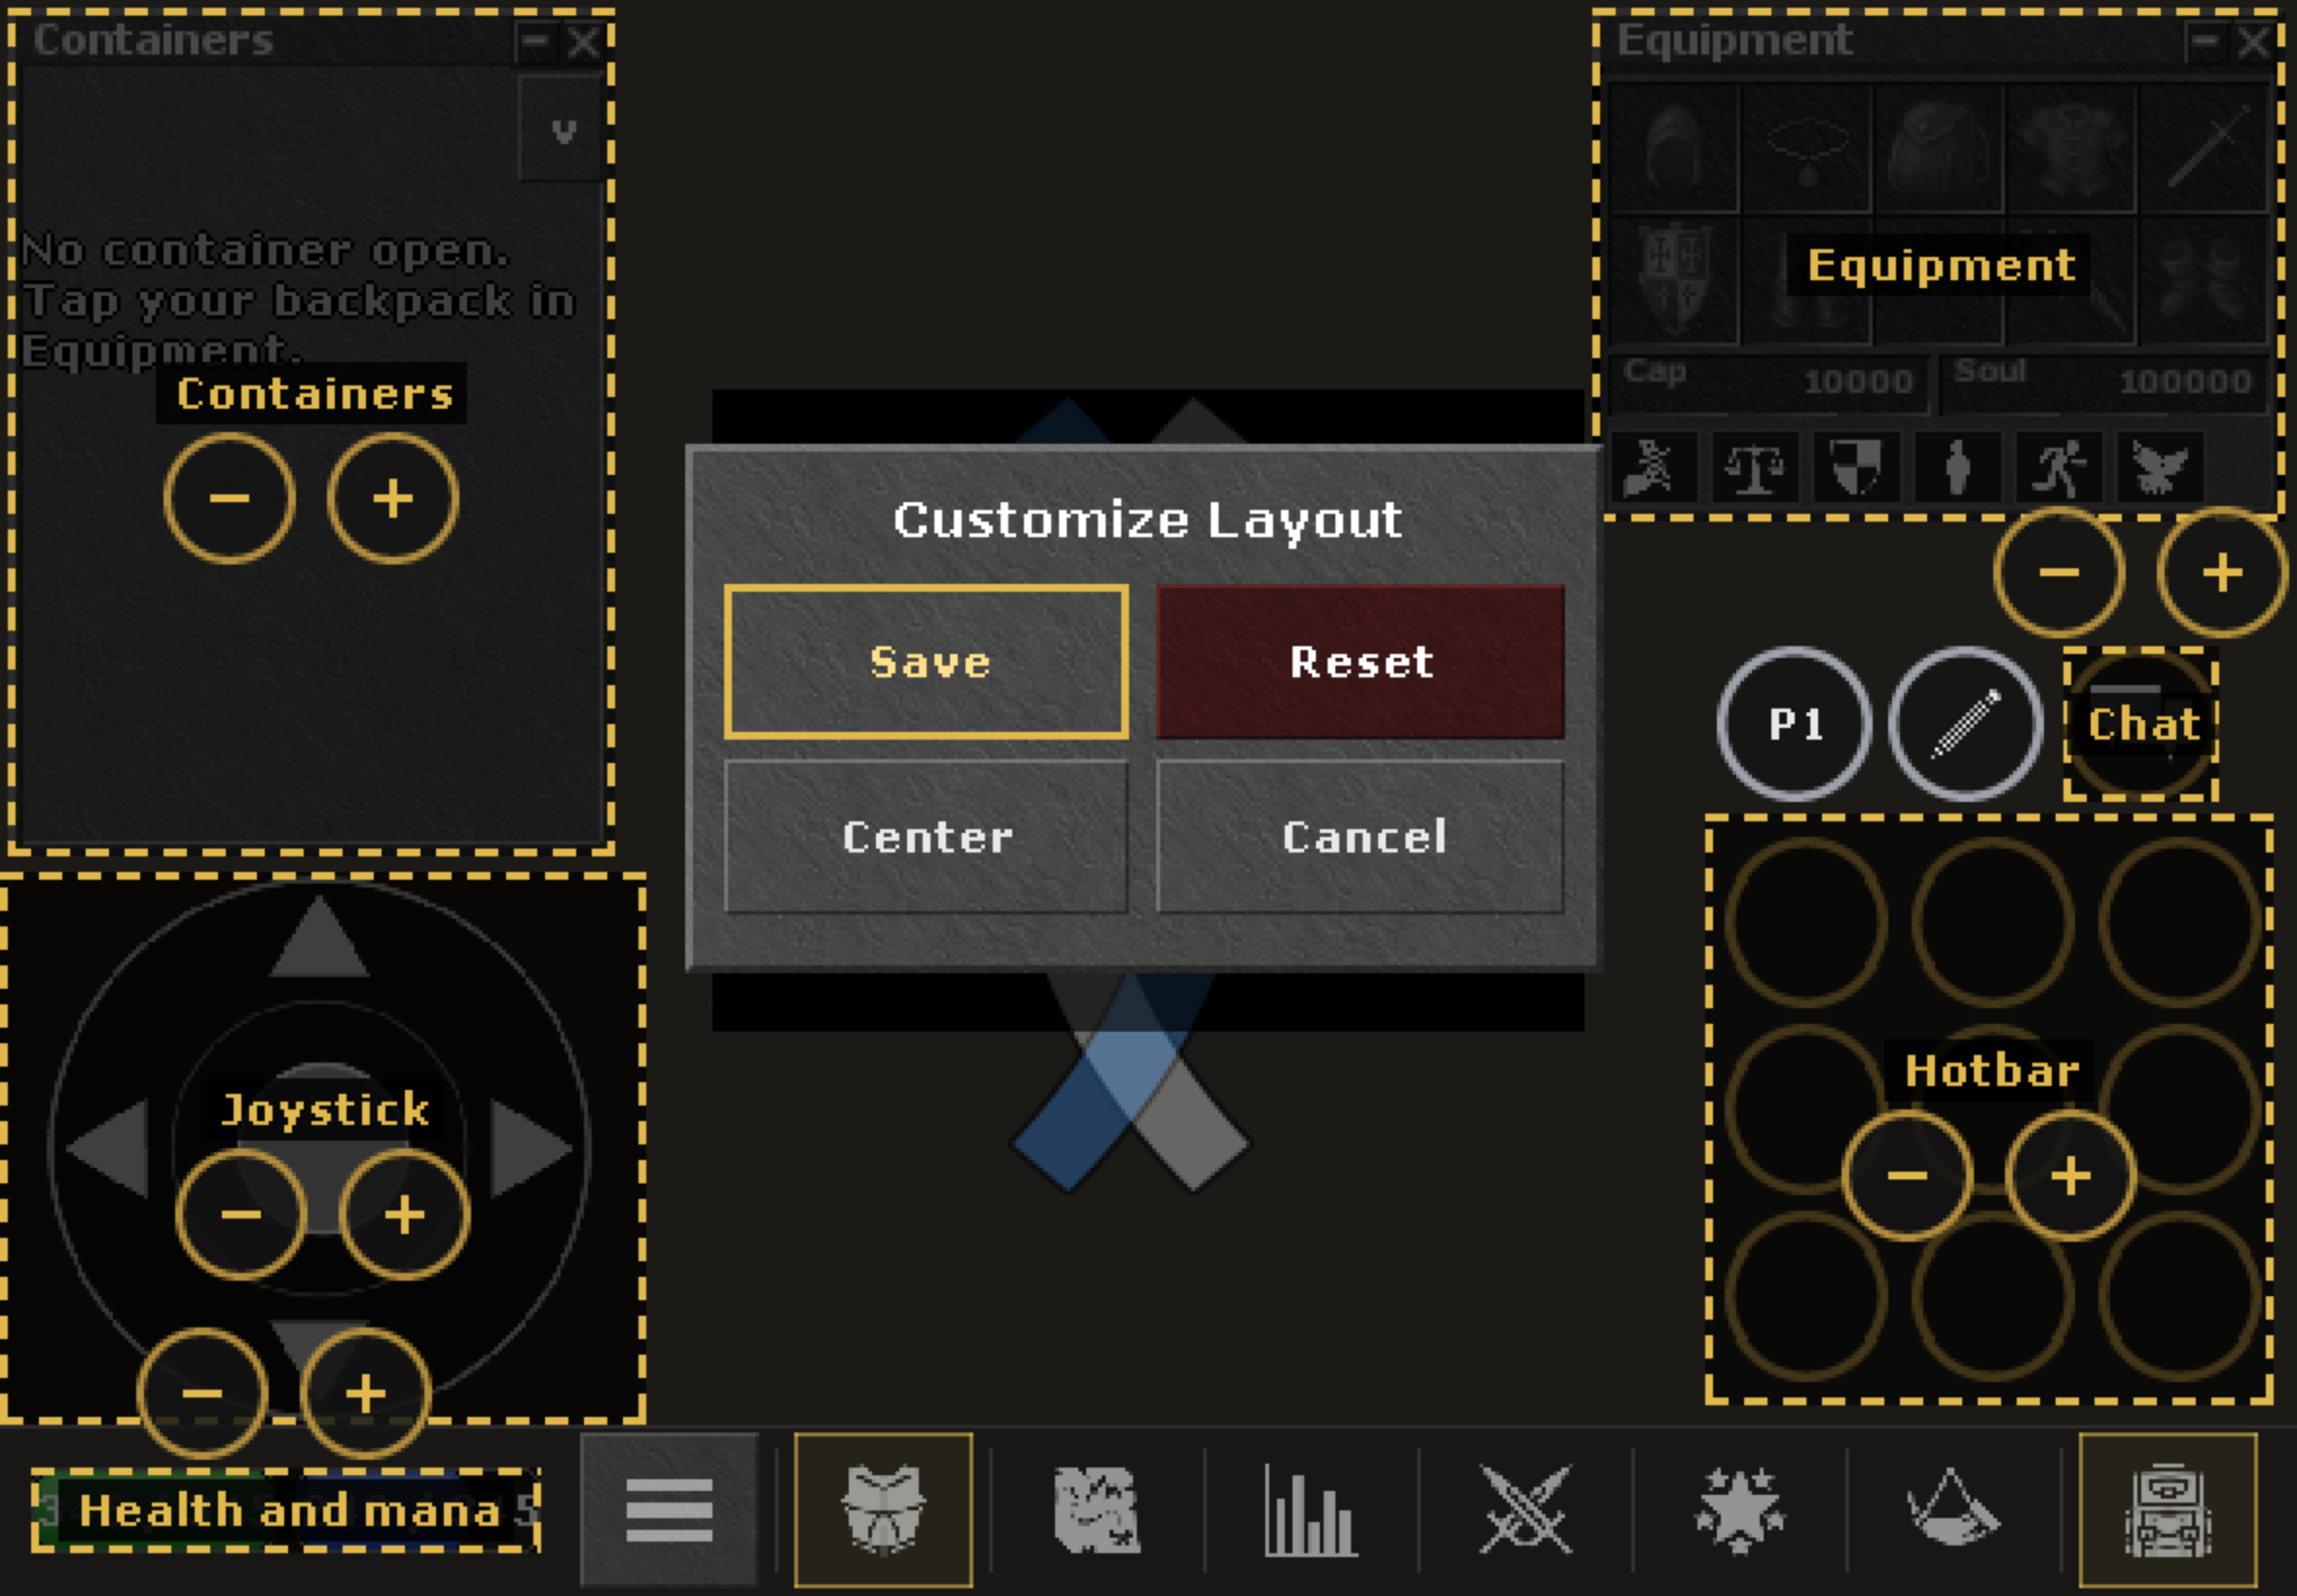 Containers
v
No container open.
Tap your backpack in
Equipment.
Containers
Equipment
Equipment
Cap 10000
Soul 100000
Customize Layout
Save
Reset
Center
Cancel
P1
Chat
Joystick
Hotbar
Health and mana